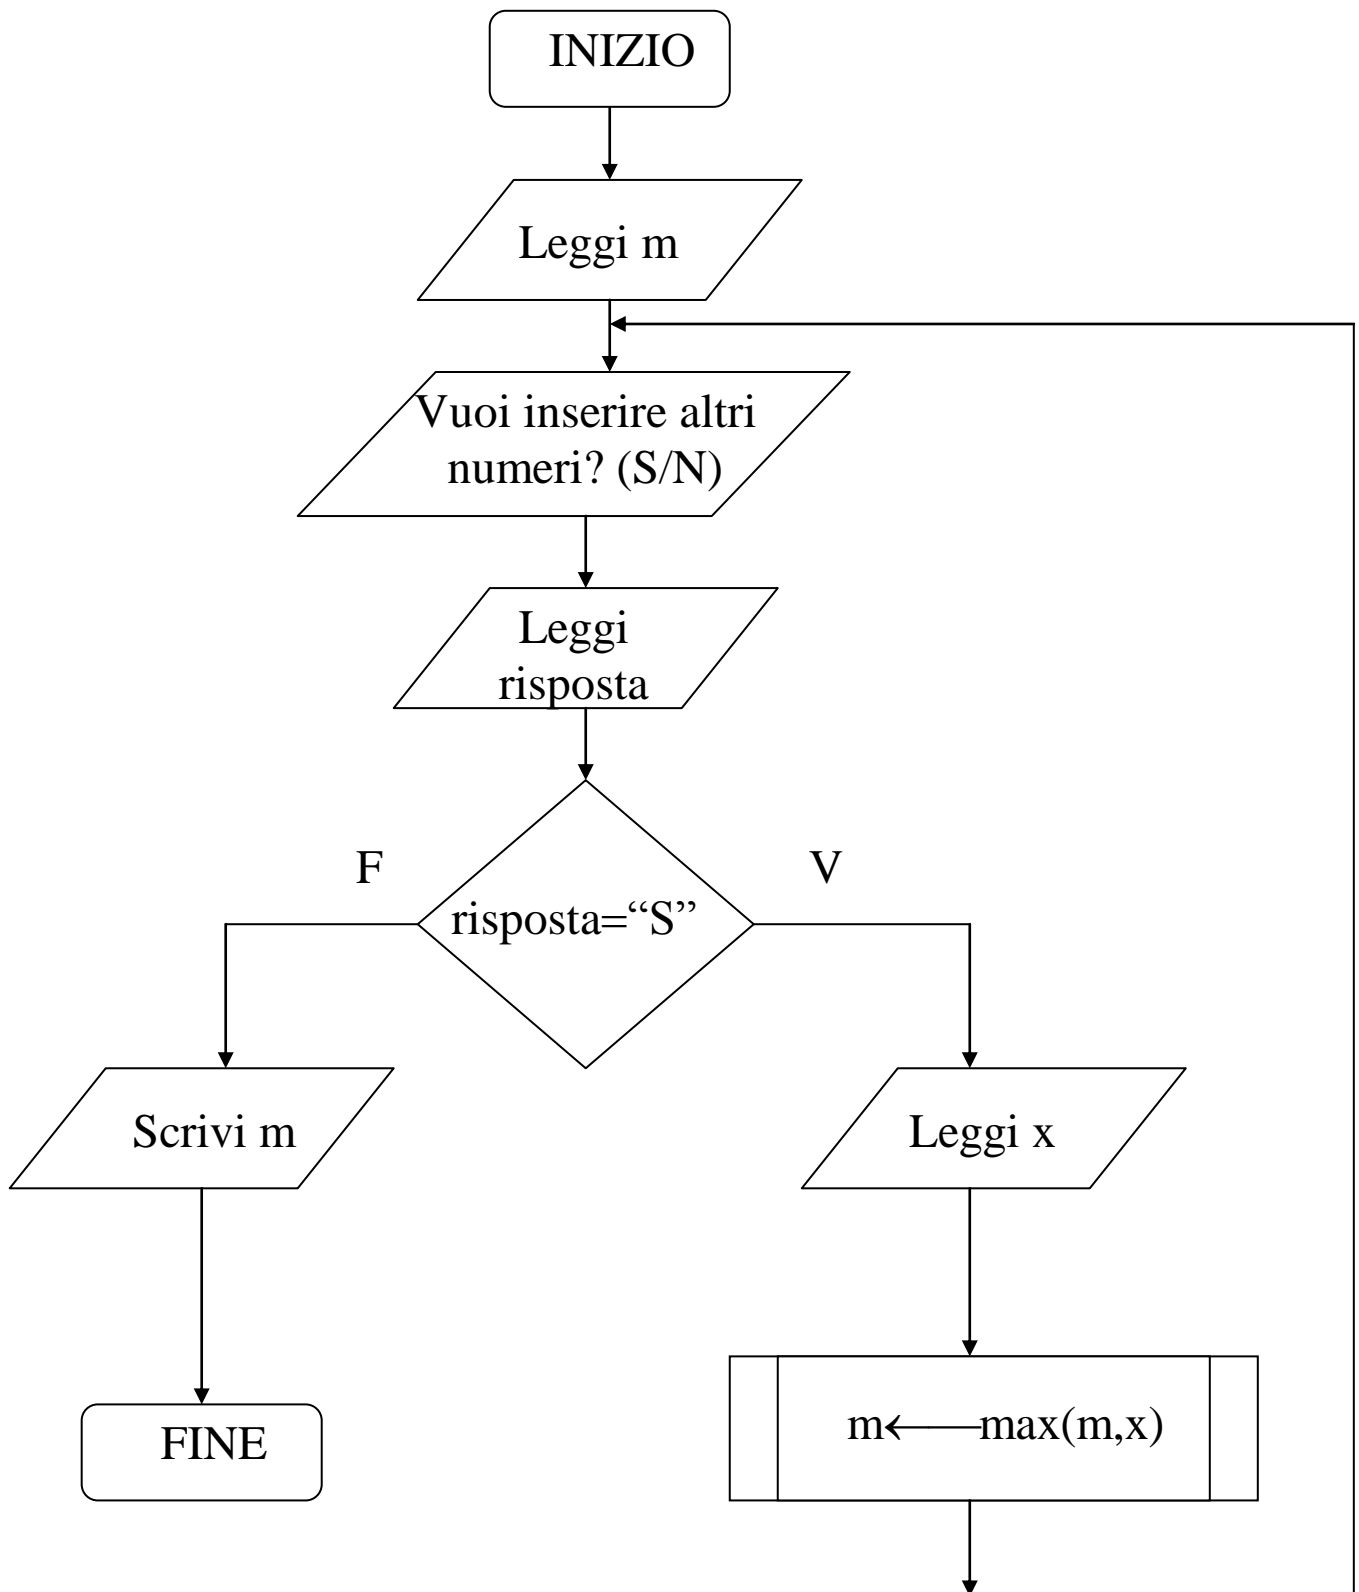 INIZIO
Leggi m
Vuoi inserire altri
numeri? (S/N)
Leggi
risposta
F
V
risposta=“S”
Scrivi m
Leggi x
m←max(m,x)
FINE